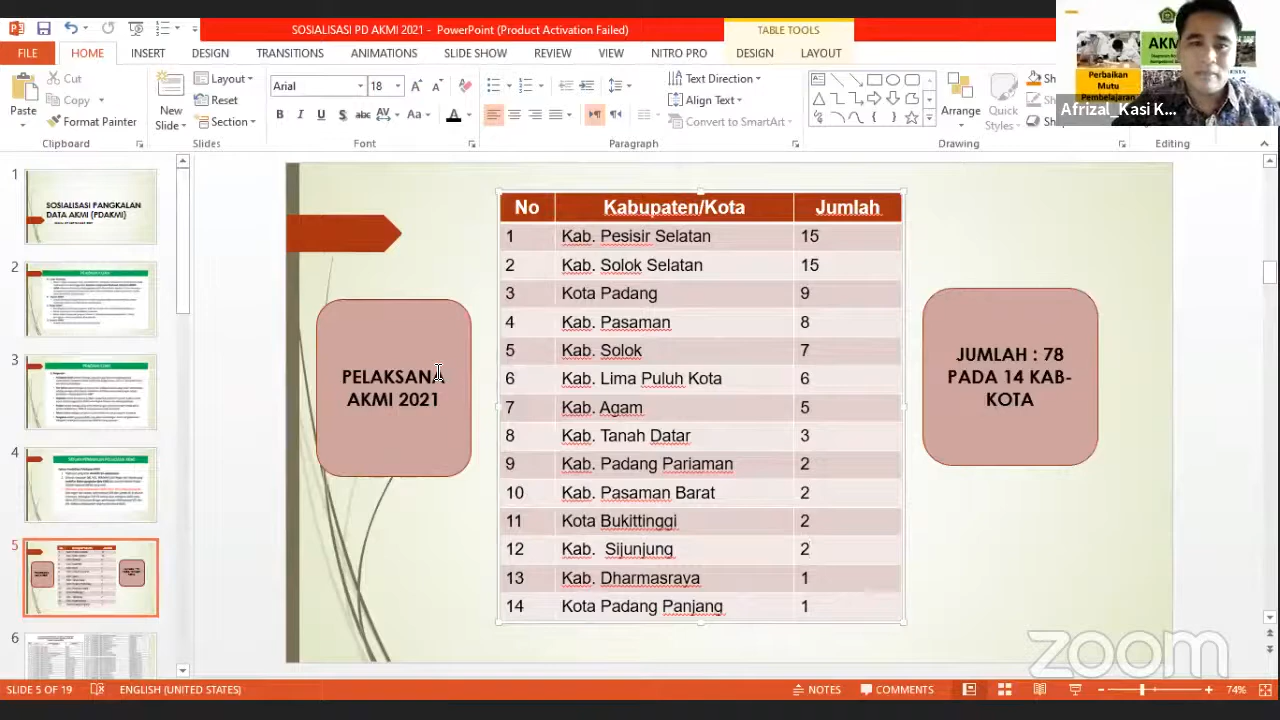 SOSIALISASI PD AKMI 2021 - PowerPoint (Product Activation Failed)
TABLE TOOLS
FILE HOME INSERT DESIGN TRANSITIONS ANIMATIONS SLIDE SHOW REVIEW VIEW NITRO PRO DESIGN LAYOUT
Paste
Cut
Copy
Format Painter
Clipboard
New
Slide
Layout
Reset
Section
Slides
Arial 18
Font
Text Direction
Align Text
Convert to SmartArt
Paragraph
Arrange
Quick
Styles
Drawing
Editing
Perbaikan
Mutu
Pembelajaran
Afrizal_Kasi K...
1
SOSIALISASI PANGKALAN
DATA AKMI (PDAKMI)
2
3
4
5
6
No Kabupaten/Kota Jumlah
1 Kab. Pesisir Selatan 15
2 Kab. Solok Selatan 15
3 Kota Padang 9
4 Kab. Pasaman 8
5 Kab. Solok 7
6 Kab. Lima Puluh Kota 6
7 Kab. Agam 5
8 Kab. Tanah Datar 3
9 Kab. Padang Pariaman 2
10 Kab. Pasaman Barat 2
11 Kota Bukittinggi 2
12 Kab. Sijunjung 2
13 Kab. Dharmasraya 1
14 Kota Padang Panjang 1
PELAKSANA
AKMI 2021
JUMLAH : 78
PADA 14 KAB-
KOTA
zoom
SLIDE 5 OF 19 ENGLISH (UNITED STATES) NOTES COMMENTS 74%